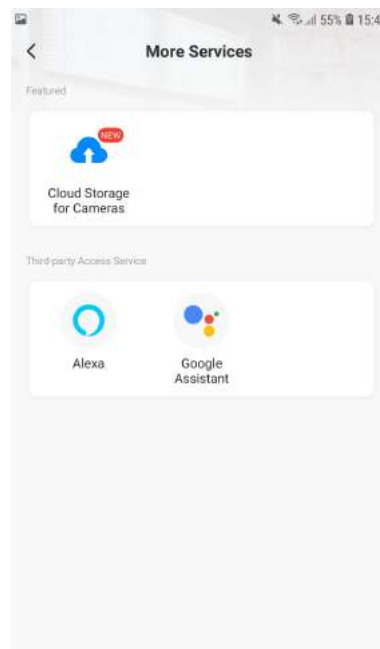 55% 15:4
More Services
Featured
NEW
Cloud Storage
for Cameras
Third-party Access Service
Alexa
Google
Assistant